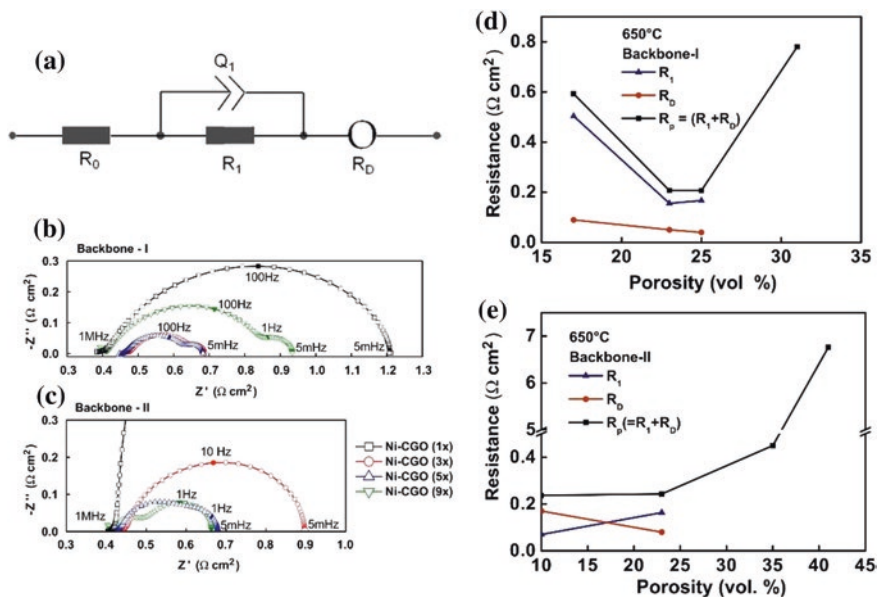 (a)
Q1
R0
R1
RD
(b)
Backbone - I
-Z'' (Ω cm²)
0.3
0.2
0.1
0.0
100Hz
100Hz
100Hz
1MHz
1Hz
5mHz
5mHz
5mHz
0.3 0.4 0.5 0.6 0.7 0.8 0.9 1.0 1.1 1.2 1.3
Z' (Ω cm²)
(c)
Backbone - II
-Z'' (Ω cm²)
0.3
0.2
0.1
0.0
10 Hz
1Hz
1Hz
1MHz
5mHz
5mHz
0.3 0.4 0.5 0.6 0.7 0.8 0.9 1.0
Z' (Ω cm²)
Ni-CGO (1x)
Ni-CGO (3x)
Ni-CGO (5x)
Ni-CGO (9x)
(d)
Resistance (Ω cm²)
0.8
0.6
0.4
0.2
0.0
650°C
Backbone-I
R1
RD
Rp = (R1+RD)
15 20 25 30 35
Porosity (vol %)
(e)
Resistance (Ω cm²)
7
6
5
0.4
0.2
0.0
650°C
Backbone-II
R1
RD
Rp(=R1+RD)
10 15 20 25 30 35 40 45
Porosity (vol. %)